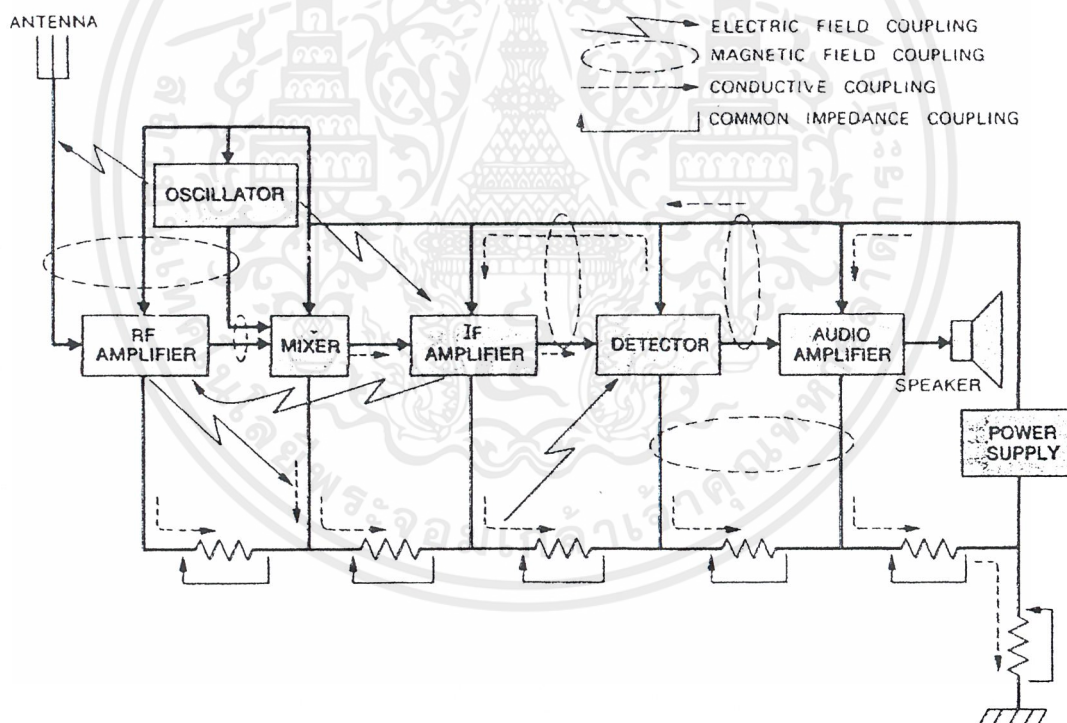 ANTENNA
ELECTRIC FIELD COUPLING
MAGNETIC FIELD COUPLING
CONDUCTIVE COUPLING
COMMON IMPEDANCE COUPLING
OSCILLATOR
RF
AMPLIFIER
MIXER
IF
AMPLIFIER
DETECTOR
AUDIO
AMPLIFIER
SPEAKER
POWER
SUPPLY